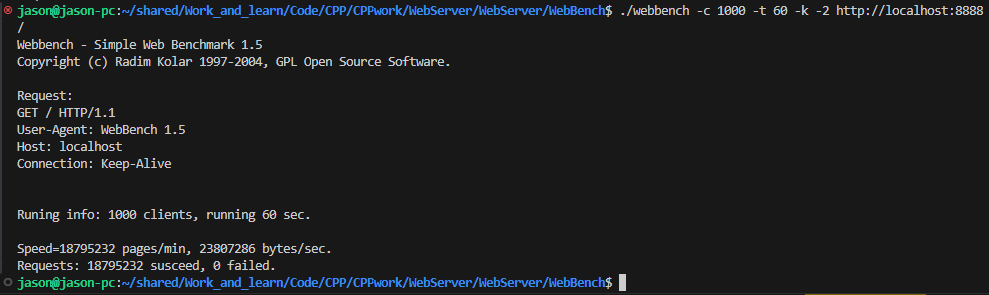 jason@jason-pc:~/shared/Work_and_learn/Code/CPP/CPPwork/WebServer/WebServer/WebBench$ ./webbench -c 1000 -t 60 -k -2 http://localhost:8888
/
Webbench - Simple Web Benchmark 1.5
Copyright (c) Radim Kolar 1997-2004, GPL Open Source Software.

Request:
GET / HTTP/1.1
User-Agent: WebBench 1.5
Host: localhost
Connection: Keep-Alive


Runing info: 1000 clients, running 60 sec.

Speed=18795232 pages/min, 23807286 bytes/sec.
Requests: 18795232 susceed, 0 failed.
jason@jason-pc:~/shared/Work_and_learn/Code/CPP/CPPwork/WebServer/WebServer/WebBench$